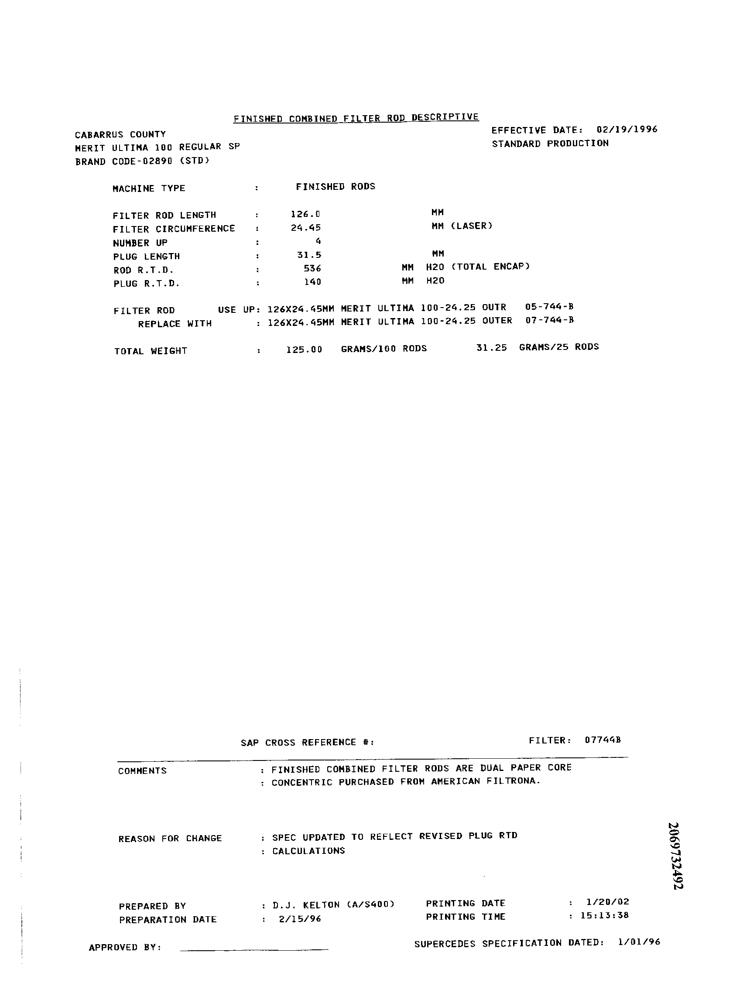 FINISHED COMBINED FILTER ROD DESCRIPTIVE
CABARRUS COUNTY EFFECTIVE DATE: 02/19/1996
MERIT ULTIMA 100 REGULAR SP STANDARD PRODUCTION
BRAND CODE-02890 (STD)
MACHINE TYPE : FINISHED RODS
FILTER ROD LENGTH : 126.0 MM
FILTER CIRCUMFERENCE : 24.45 MM (LASER)
NUMBER UP : 4
PLUG LENGTH : 31.5 MM
ROD R.T.D. : 536 MM H2O (TOTAL ENCAP)
PLUG R.T.D. : 140 MM H2O
FILTER ROD USE UP: 126X24.45MM MERIT ULTIMA 100-24.25 OUTR 05-744-B
REPLACE WITH : 126X24.45MM MERIT ULTIMA 100-24.25 OUTER 07-744-B
TOTAL WEIGHT : 125.00 GRAMS/100 RODS 31.25 GRAMS/25 RODS
SAP CROSS REFERENCE #: FILTER: 07744B
COMMENTS : FINISHED COMBINED FILTER RODS ARE DUAL PAPER CORE
: CONCENTRIC PURCHASED FROM AMERICAN FILTRONA.
REASON FOR CHANGE : SPEC UPDATED TO REFLECT REVISED PLUG RTD
: CALCULATIONS
2069732492
PREPARED BY : D.J. KELTON (A/S400) PRINTING DATE : 1/20/02
PREPARATION DATE : 2/15/96 PRINTING TIME : 15:13:38
APPROVED BY: SUPERCEDES SPECIFICATION DATED: 1/01/96